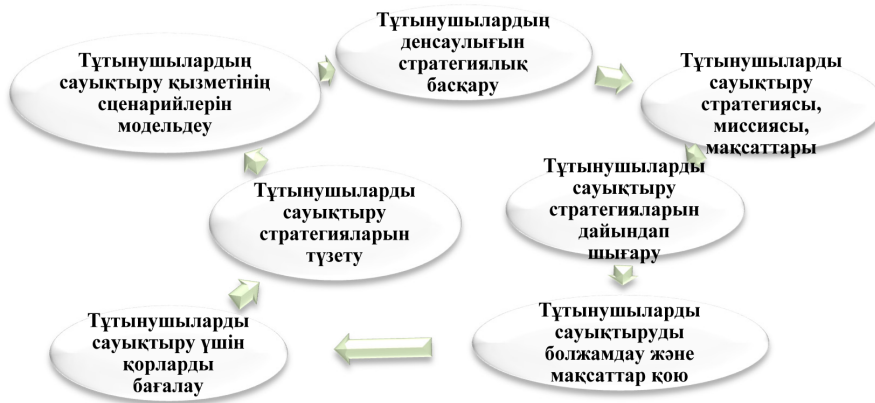 Тұтынушылардың
сауықтыру қызметінің
сценарийлерін
модельдеу
Тұтынушылардың
денсаулығын
стратегиялық
басқару
Тұтынушыларды
сауықтыру
стратегиясы,
миссиясы,
мақсаттары
Тұтынушыларды
сауықтыру
стратегияларын
дайындап
шығару
Тұтынушыларды
сауықтыруды
болжамдау және
мақсаттар қою
Тұтынушыларды
сауықтыру үшін
қорларды
бағалау
Тұтынушыларды
сауықтыру
стратегияларын
түзету